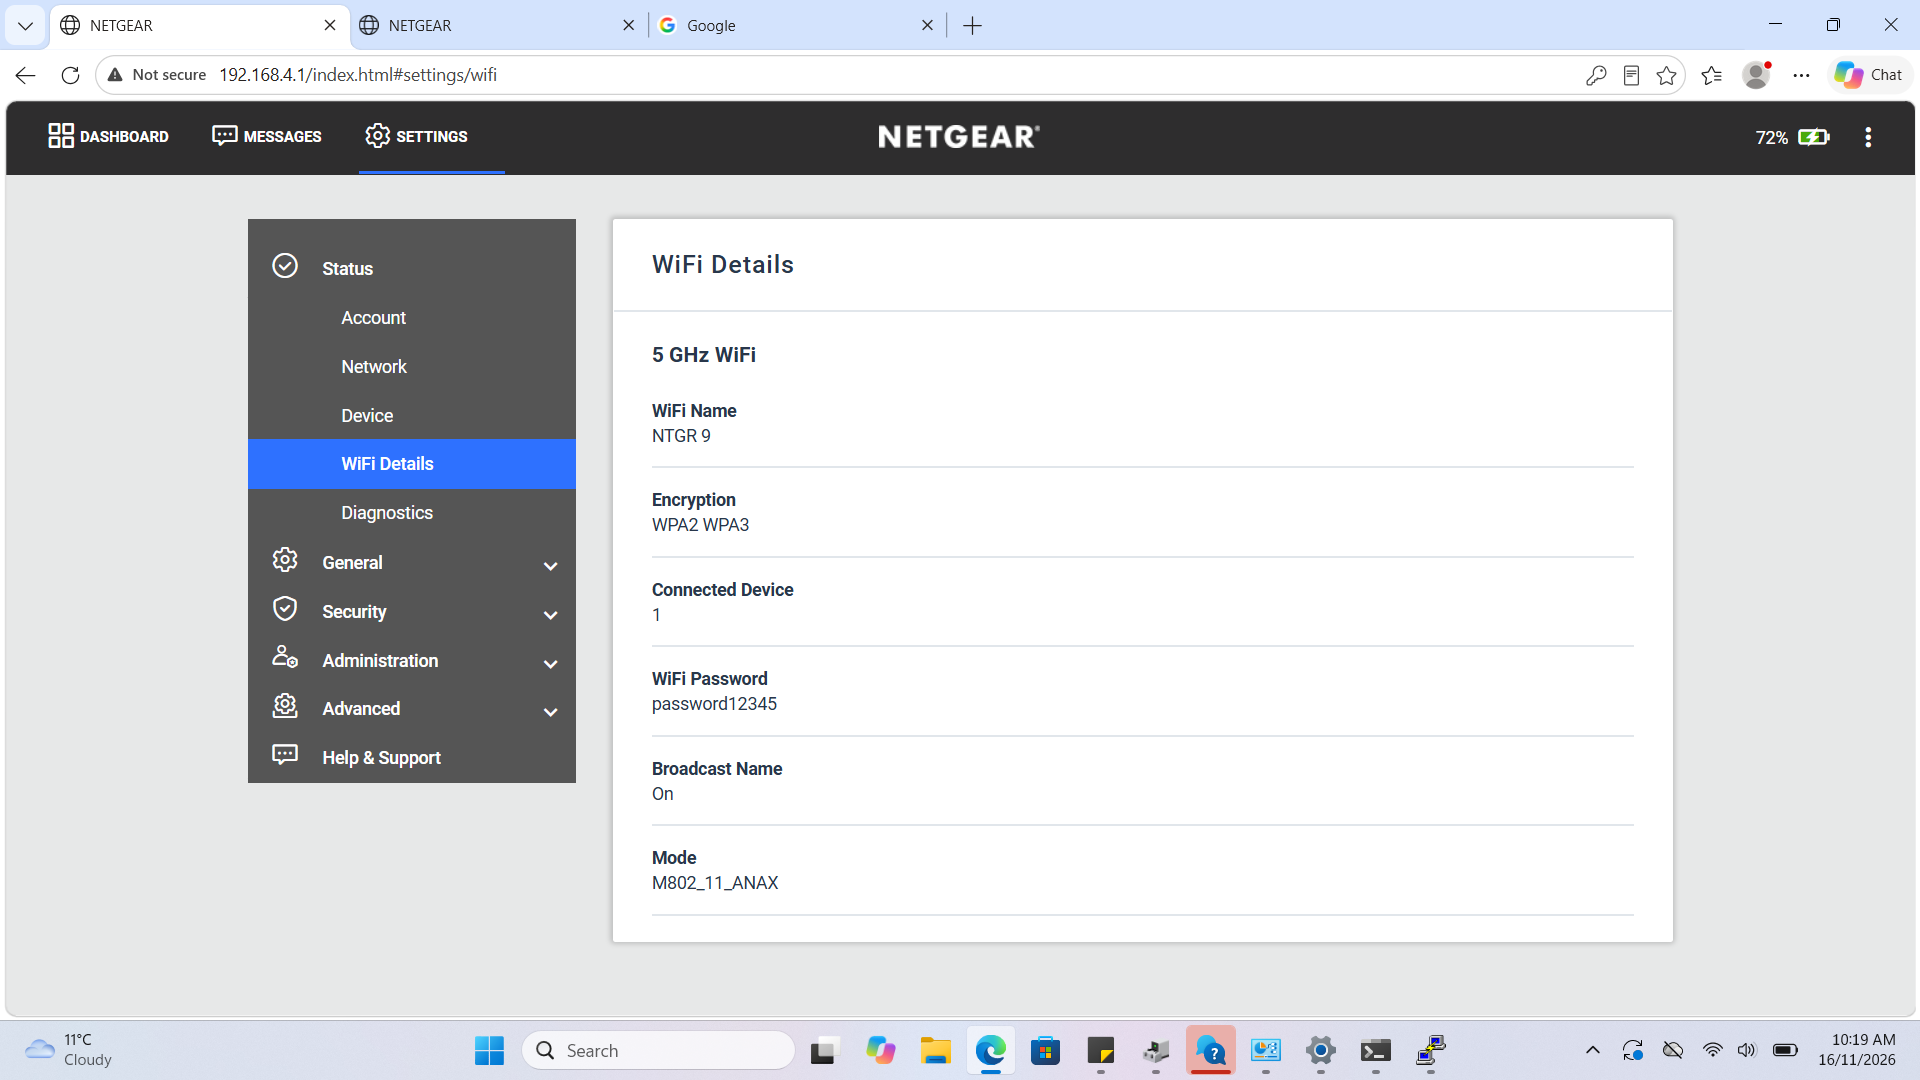 NETGEAR
NETGEAR
Google
Not secure
192.168.4.1/index.html#settings/wifi
Chat
DASHBOARD
MESSAGES
SETTINGS
NETGEAR®
72%
Status
Account
Network
Device
WiFi Details
Diagnostics
General
Security
Administration
Advanced
Help & Support
WiFi Details
5 GHz WiFi
WiFi Name
NTGR 9
Encryption
WPA2 WPA3
Connected Device
1
WiFi Password
password12345
Broadcast Name
On
Mode
M802_11_ANAX
11°C
Cloudy
Search
10:19 AM
16/11/2026